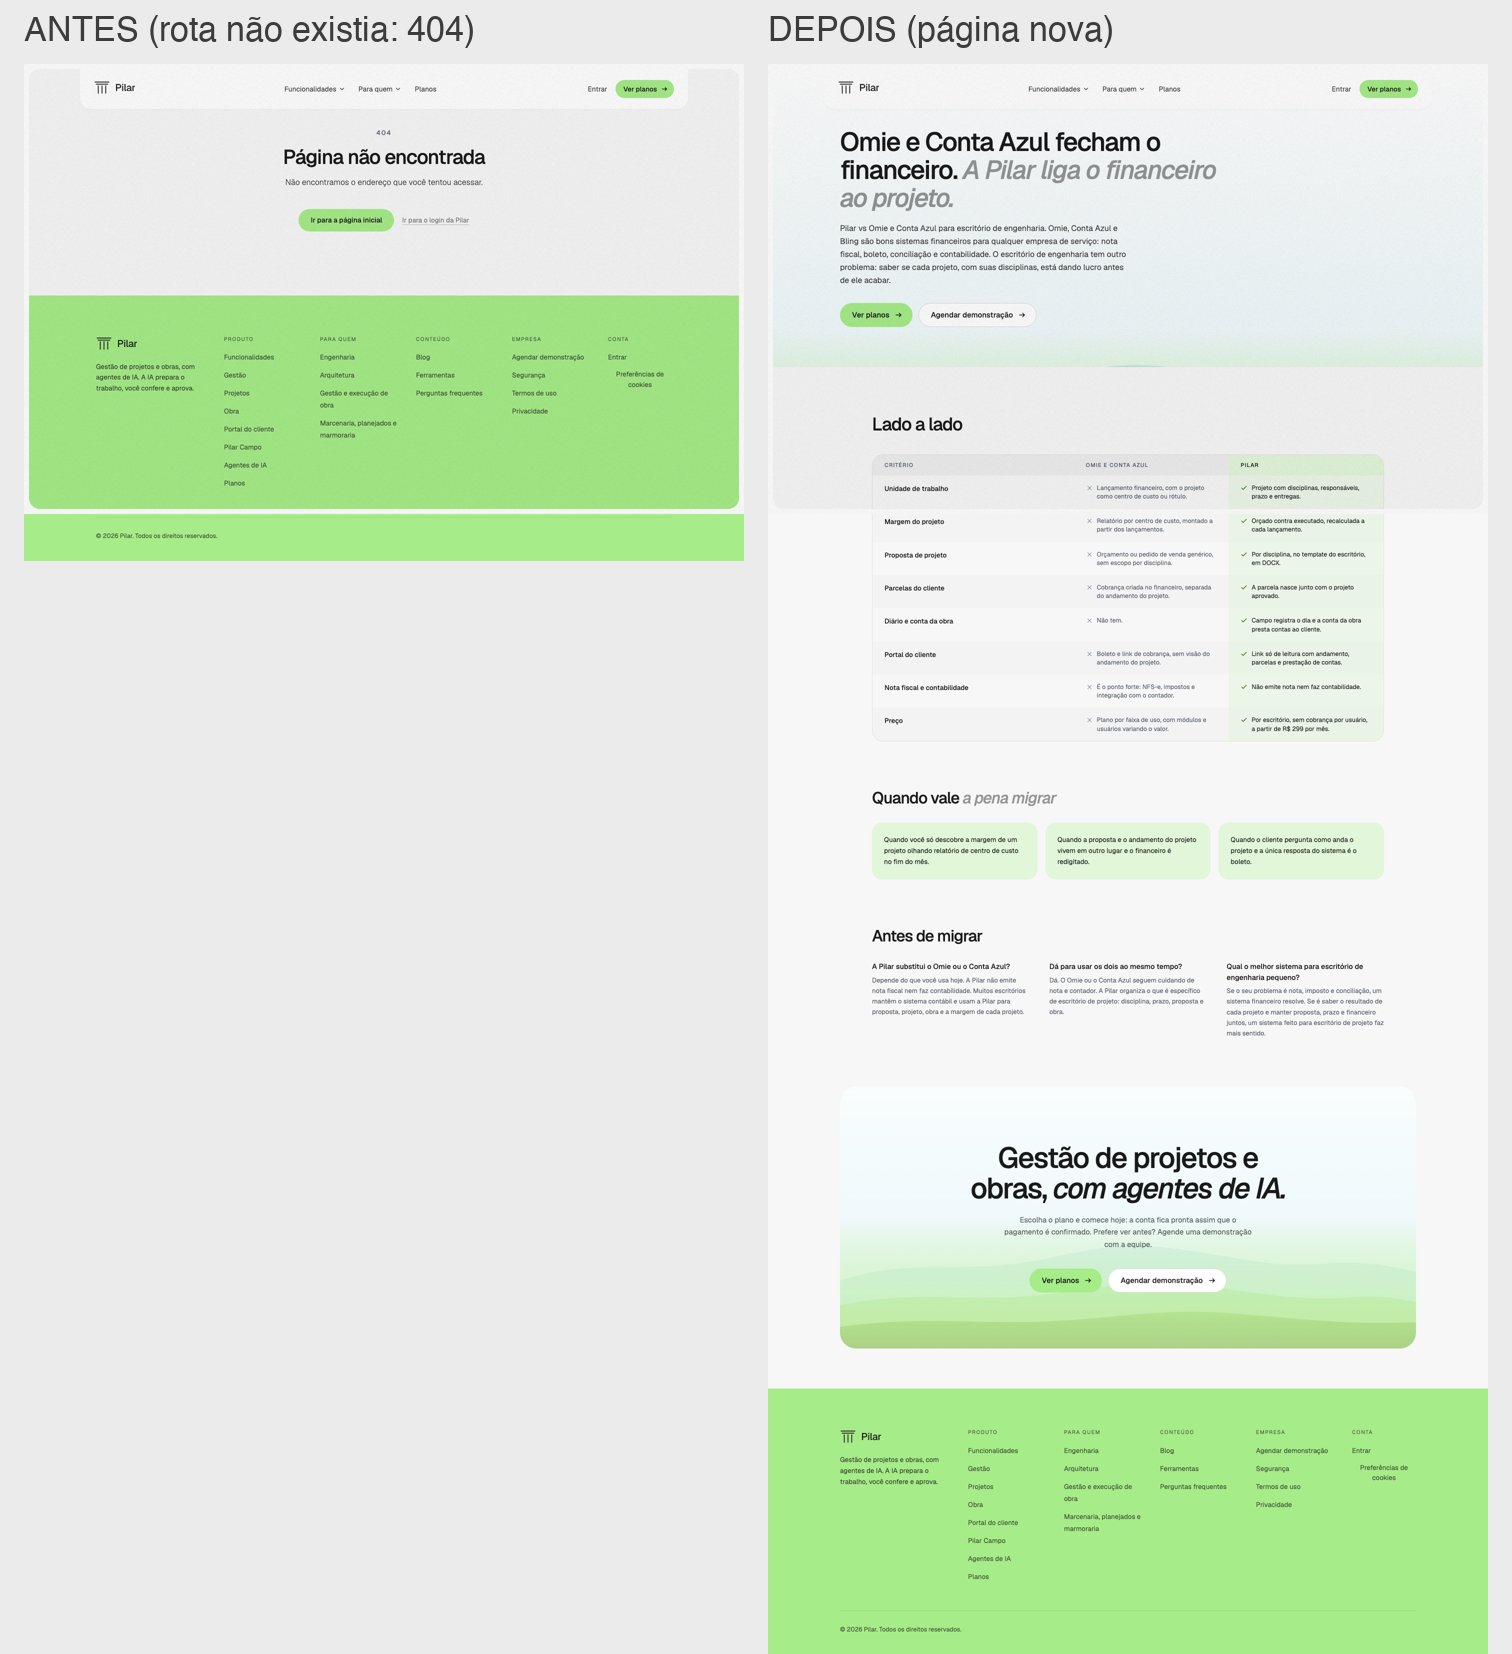 ANTES (rota não existia: 404)
Pilar
Funcionalidades
Para quem
Planos
Entrar
Ver planos
404
Página não encontrada
Não encontramos o endereço que você tentou acessar.
Ir para a página inicial
Ir para o login da Pilar
Pilar
Gestão de projetos e obras, com
agentes de IA. A IA prepara o
trabalho, você confere e aprova.
PRODUTO
Funcionalidades
Gestão
Projetos
Obra
Portal do cliente
Pilar Campo
Agentes de IA
Planos
PARA QUEM
Engenharia
Arquitetura
Gestão e execução de
obra
Marcenaria, planejados e
marmoraria
CONTEÚDO
Blog
Ferramentas
Perguntas frequentes
EMPRESA
Agendar demonstração
Segurança
Termos de uso
Privacidade
CONTA
Entrar
Preferências de
cookies
© 2026 Pilar. Todos os direitos reservados.
DEPOIS (página nova)
Pilar
Funcionalidades
Para quem
Planos
Entrar
Ver planos
Omie e Conta Azul fecham o
financeiro. A Pilar liga o financeiro
ao projeto.
Pilar vs Omie e Conta Azul para escritório de engenharia. Omie, Conta Azul e
Bling são bons sistemas financeiros para qualquer empresa de serviço: nota
fiscal, boleto, conciliação e contabilidade. O escritório de engenharia tem outro
problema: saber se cada projeto, com suas disciplinas, está dando lucro antes
de ele acabar.
Ver planos
Agendar demonstração
Lado a lado
CRITÉRIO
OMIE E CONTA AZUL
PILAR
Unidade de trabalho
Lançamento financeiro, com o projeto
como centro de custo ou rótulo.
Projeto com disciplinas, responsáveis,
prazo e entregas.
Margem do projeto
Relatório por centro de custo, montado a
partir dos lançamentos.
Orçado contra executado, recalculada a
cada lançamento.
Proposta de projeto
Orçamento ou pedido de venda genérico,
sem escopo por disciplina.
Por disciplina, no template do escritório,
em DOCX.
Parcelas do cliente
Cobrança criada no financeiro, separada
do andamento do projeto.
A parcela nasce junto com o projeto
aprovado.
Diário e conta da obra
Não tem.
Campo registra o dia e a conta da obra
presta contas ao cliente.
Portal do cliente
Boleto e link de cobrança, sem visão do
andamento do projeto.
Link só de leitura com andamento,
parcelas e prestação de contas.
Nota fiscal e contabilidade
É o ponto forte: NFS-e, impostos e
integração com o contador.
Não emite nota nem faz contabilidade.
Preço
Plano por faixa de uso, com módulos e
usuários variando o valor.
Por escritório, sem cobrança por usuário,
a partir de R$ 299 por mês.
Quando vale a pena migrar
Quando você só descobre a margem de um
projeto olhando relatório de centro de custo
no fim do mês.
Quando a proposta e o andamento do projeto
vivem em outro lugar e o financeiro é
redigitado.
Quando o cliente pergunta como anda o
projeto e a única resposta do sistema é o
boleto.
Antes de migrar
A Pilar substitui o Omie ou o Conta Azul?
Depende do que você usa hoje. A Pilar não emite
nota fiscal nem faz contabilidade. Muitos escritórios
mantêm o sistema contábil e usam a Pilar para
proposta, projeto, obra e a margem de cada projeto.
Dá para usar os dois ao mesmo tempo?
Dá. O Omie ou o Conta Azul seguem cuidando de
nota e contador. A Pilar organiza o que é específico
de escritório de projeto: disciplina, prazo, proposta e
obra.
Qual o melhor sistema para escritório de
engenharia pequeno?
Se o seu problema é nota, imposto e conciliação, um
sistema financeiro resolve. Se é saber o resultado de
cada projeto e manter proposta, prazo e financeiro
juntos, um sistema feito para escritório de projeto faz
mais sentido.
Gestão de projetos e
obras, com agentes de IA.
Escolha o plano e comece hoje: a conta fica pronta assim que o
pagamento é confirmado. Prefere ver antes? Agende uma demonstração
com a equipe.
Ver planos
Agendar demonstração
Pilar
Gestão de projetos e obras, com
agentes de IA. A IA prepara o
trabalho, você confere e aprova.
PRODUTO
Funcionalidades
Gestão
Projetos
Obra
Portal do cliente
Pilar Campo
Agentes de IA
Planos
PARA QUEM
Engenharia
Arquitetura
Gestão e execução de
obra
Marcenaria, planejados e
marmoraria
CONTEÚDO
Blog
Ferramentas
Perguntas frequentes
EMPRESA
Agendar demonstração
Segurança
Termos de uso
Privacidade
CONTA
Entrar
Preferências de
cookies
© 2026 Pilar. Todos os direitos reservados.